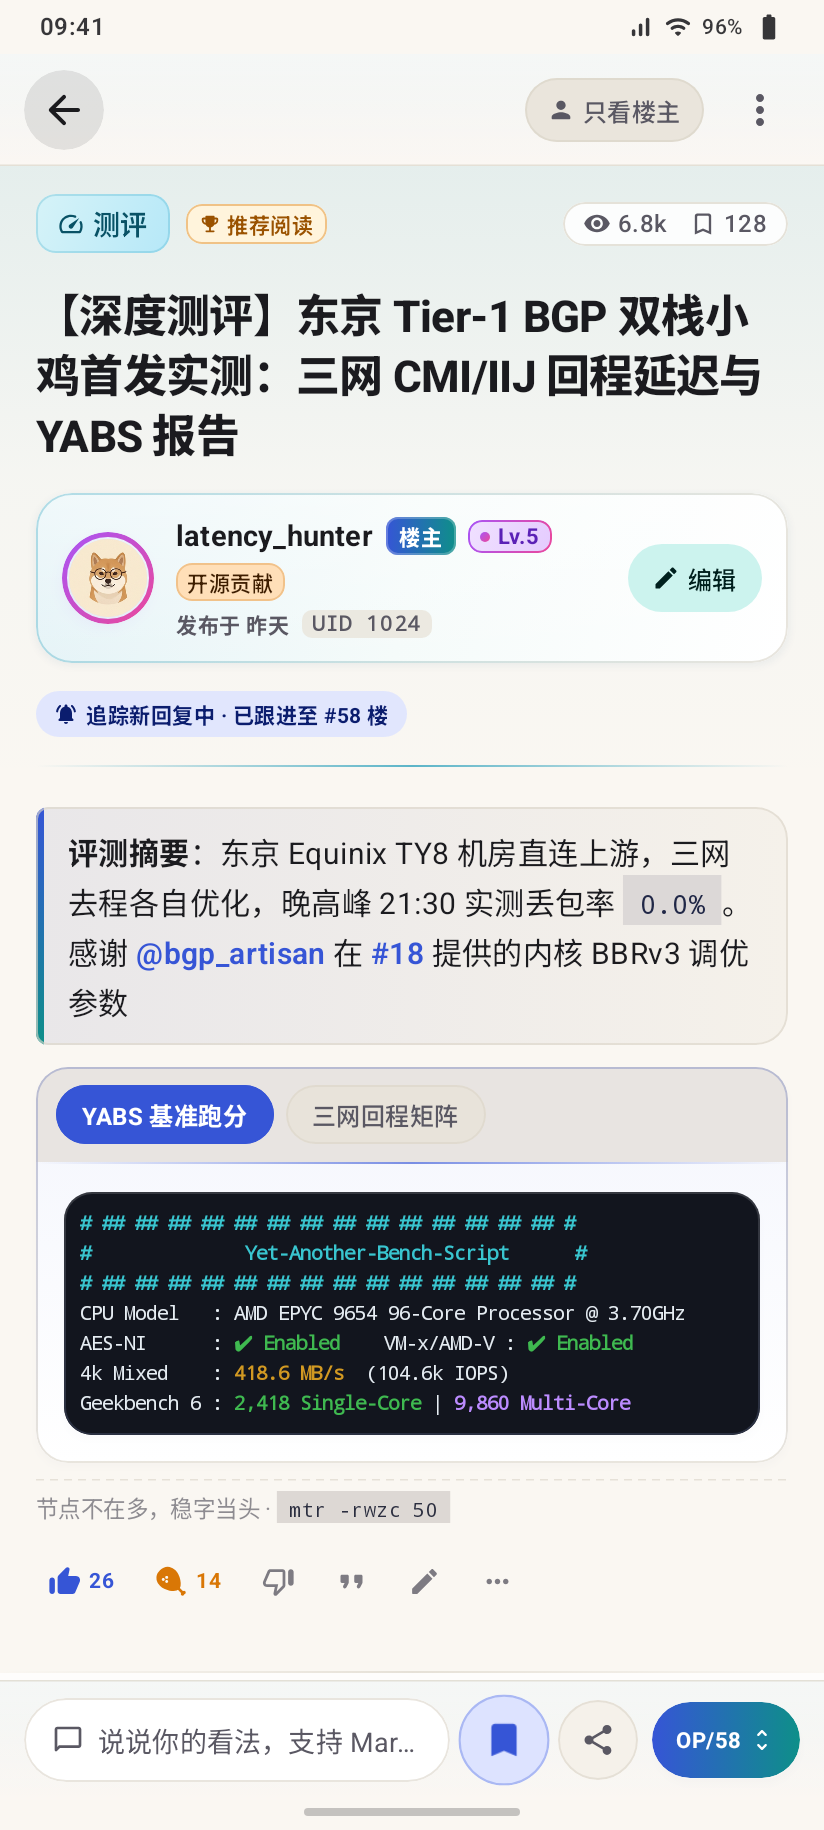 09:41
96%
只看楼主
测评
推荐阅读
6.8k
128
【深度测评】东京 Tier-1 BGP 双栈小
鸡首发实测：三网 CMI/IIJ 回程延迟与
YABS 报告
latency_hunter
楼主
Lv.5
开源贡献
发布于 昨天
UID 1024
编辑
追踪新回复中 · 已跟进至 #58 楼
评测摘要：东京 Equinix TY8 机房直连上游，三网
去程各自优化，晚高峰 21:30 实测丢包率 0.0% 。
感谢 @bgp_artisan 在 #18 提供的内核 BBRv3 调优
参数
YABS 基准跑分
三网回程矩阵
# ## ## ## ## ## ## ## ## ## ## ## ## ## ## #
# Yet-Another-Bench-Script #
# ## ## ## ## ## ## ## ## ## ## ## ## ## ## #
CPU Model : AMD EPYC 9654 96-Core Processor @ 3.70GHz
AES-NI : ✔ Enabled VM-x/AMD-V : ✔ Enabled
4k Mixed : 418.6 MB/s (104.6k IOPS)
Geekbench 6 : 2,418 Single-Core | 9,860 Multi-Core
节点不在多，稳字当头 · mtr -rwzc 50
26
14
说说你的看法，支持 Mar...
OP/58